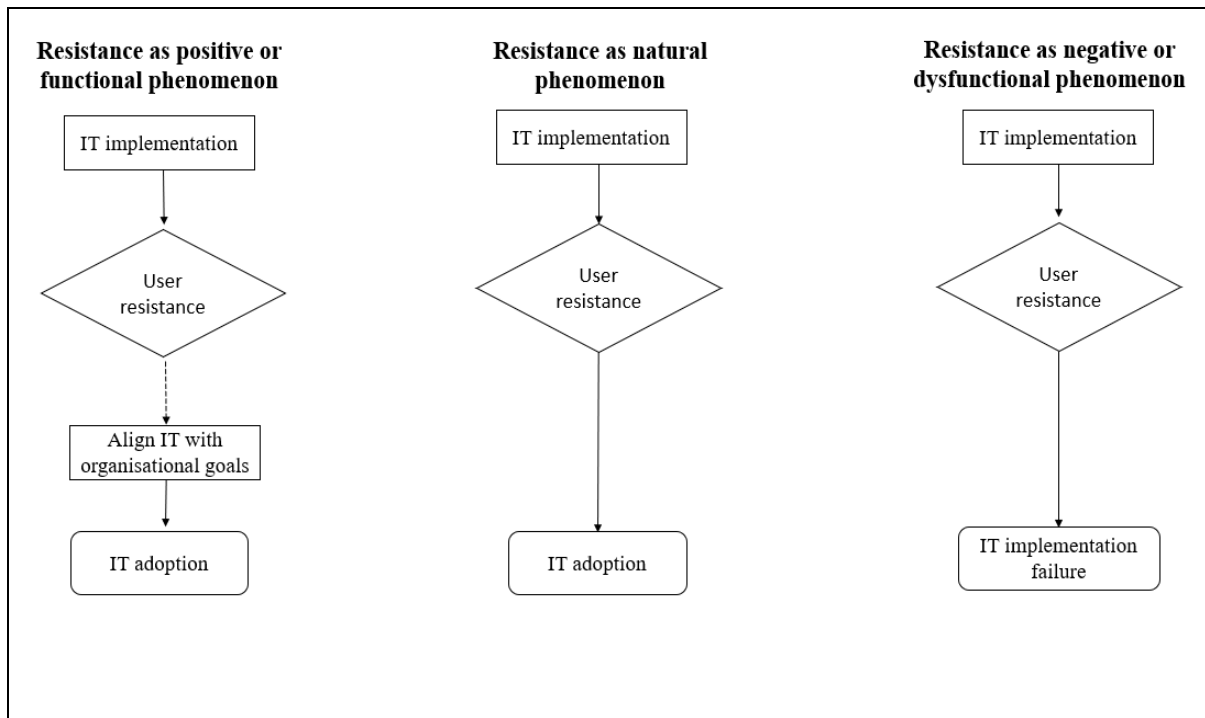 Resistance as positive or
functional phenomenon
IT implementation
User
resistance
Align IT with
organisational goals
IT adoption
Resistance as natural
phenomenon
IT implementation
User
resistance
IT adoption
Resistance as negative or
dysfunctional phenomenon
IT implementation
User
resistance
IT implementation
failure